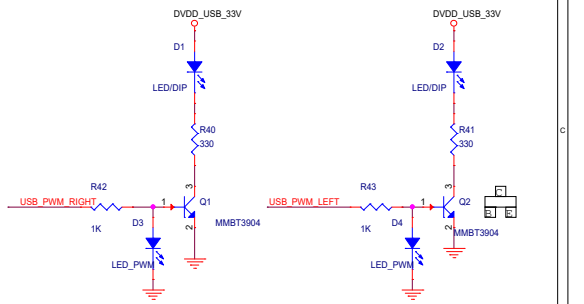 DVDD_USB_33V
D1
LED/DIP
R40
330
3
R42
USB_PWM_RIGHT
1
Q1
1K
D3
2
MMBT3904
LED_PWM
DVDD_USB_33V
D2
LED/DIP
R41
330
3
R43
USB_PWM_LEFT
1
Q2
1K
D4
2
MMBT3904
LED_PWM
C
B E
C